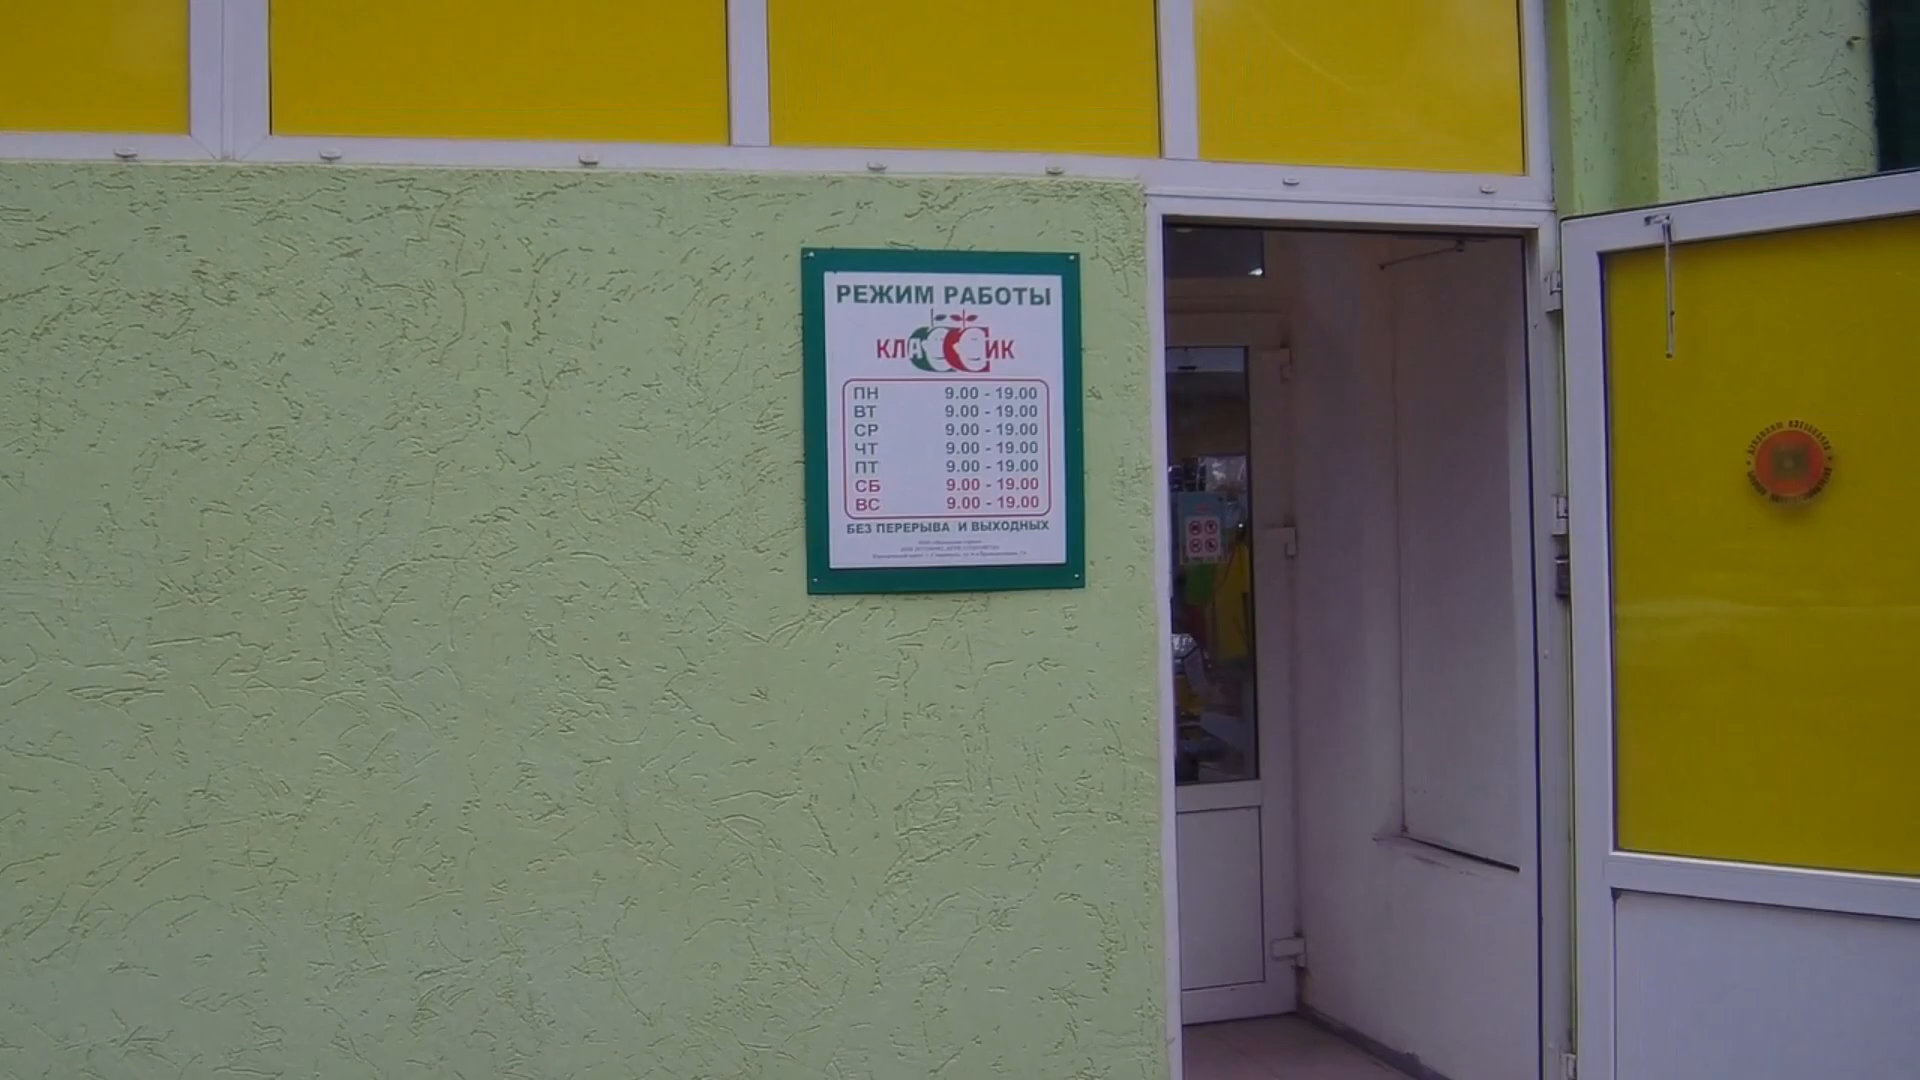 РЕЖИМ РАБОТЫ
КЛАССИК
ПН 9.00 - 19.00
ВТ 9.00 - 19.00
СР 9.00 - 19.00
ЧТ 9.00 - 19.00
ПТ 9.00 - 19.00
СБ 9.00 - 19.00
ВС 9.00 - 19.00
БЕЗ ПЕРЕРЫВА И ВЫХОДНЫХ